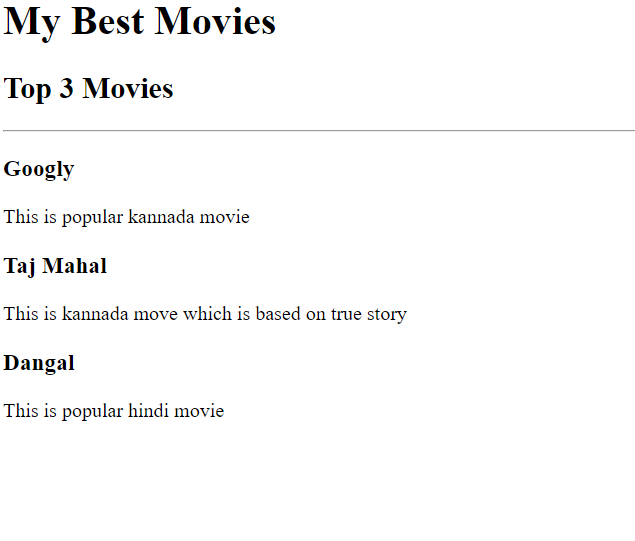 My Best Movies
Top 3 Movies
Googly
This is popular kannada movie
Taj Mahal
This is kannada move which is based on true story
Dangal
This is popular hindi movie